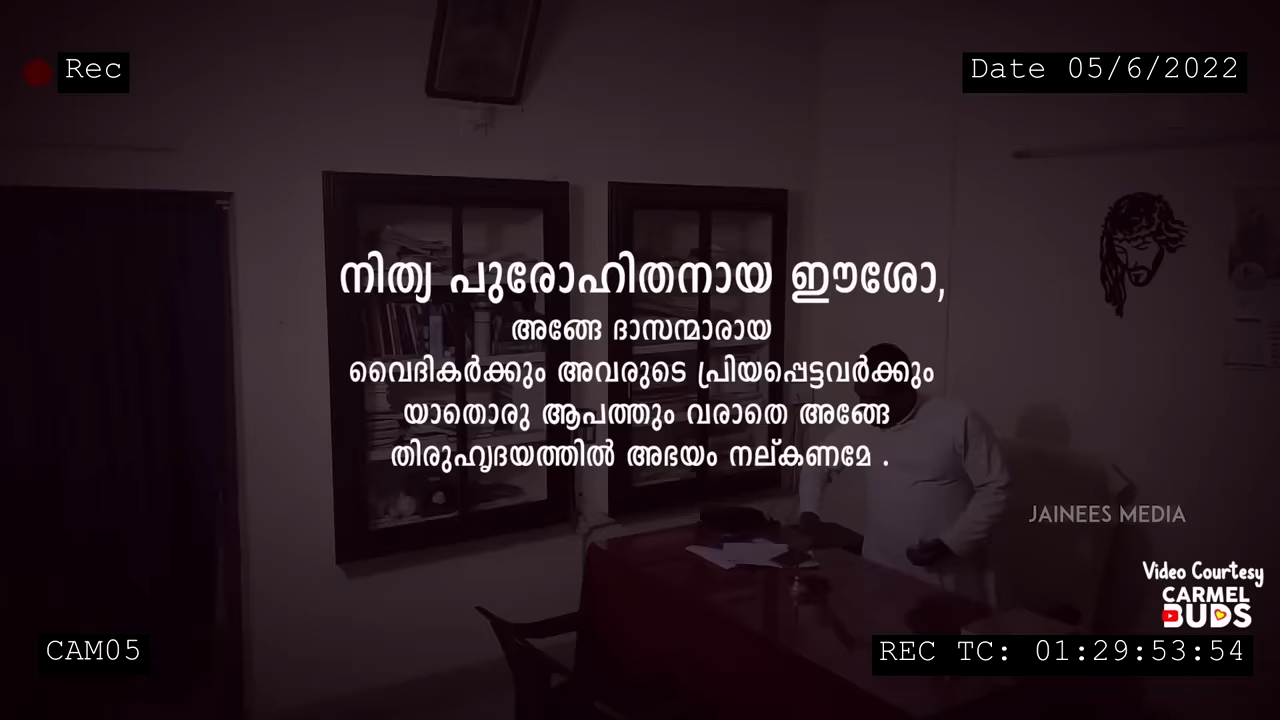 Rec
Date 05/6/2022
നിത്യ പുരോഹിതനായ ഈശോ,
അങ്ങേ ദാസന്മാരായ
വൈദികർക്കും അവരുടെ പ്രിയപ്പെട്ടവർക്കും
യാതൊരു ആപത്തും വരാതെ അങ്ങേ
തിരുഹൃദയത്തിൽ അഭയം നല്കണമേ .
JAINEES MEDIA
Video Courtesy
CARMEL
BUDS
CAM05
REC TC: 01:29:53:54